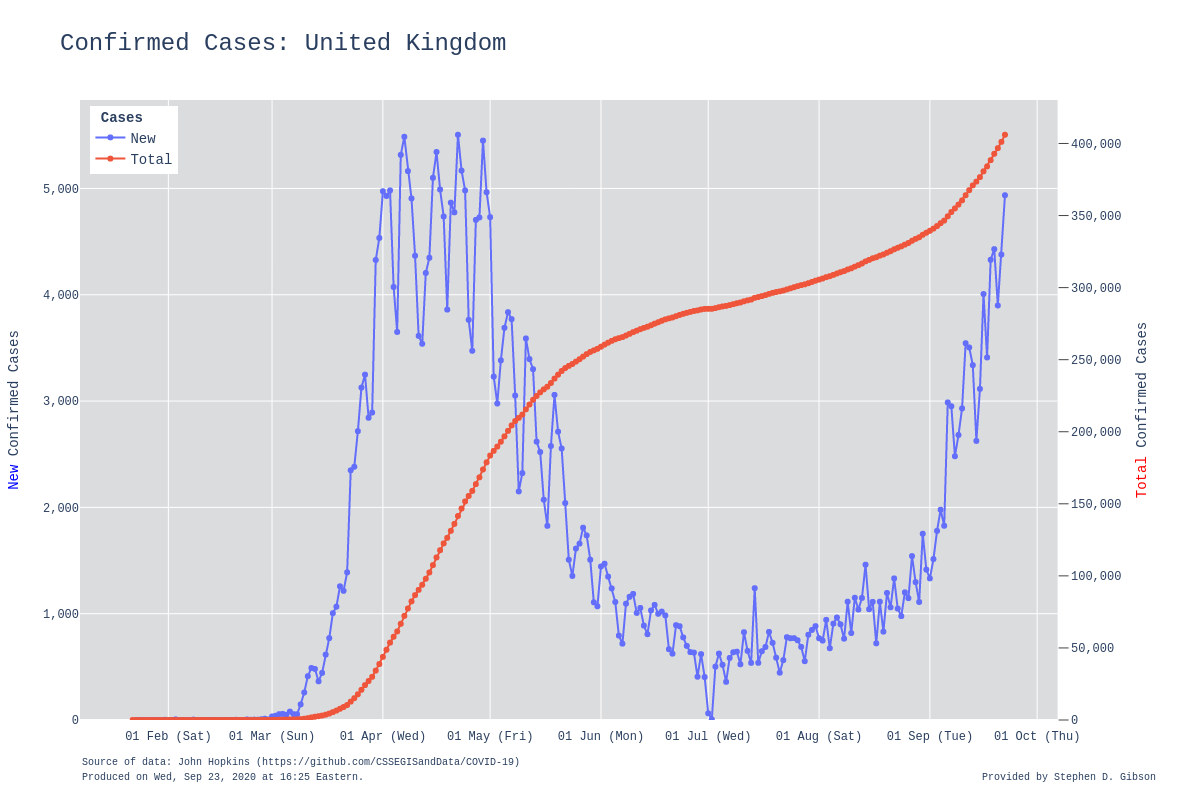 Confirmed Cases: United Kingdom
Cases
New
Total
5,000
4,000
3,000
2,000
1,000
0
400,000
350,000
300,000
250,000
200,000
150,000
100,000
50,000
0
New Confirmed Cases
Total Confirmed Cases
01 Feb (Sat) 01 Mar (Sun) 01 Apr (Wed) 01 May (Fri) 01 Jun (Mon) 01 Jul (Wed) 01 Aug (Sat) 01 Sep (Tue) 01 Oct (Thu)
Source of data: John Hopkins (https://github.com/CSSEGISandData/COVID-19)
Produced on Wed, Sep 23, 2020 at 16:25 Eastern.
Provided by Stephen D. Gibson